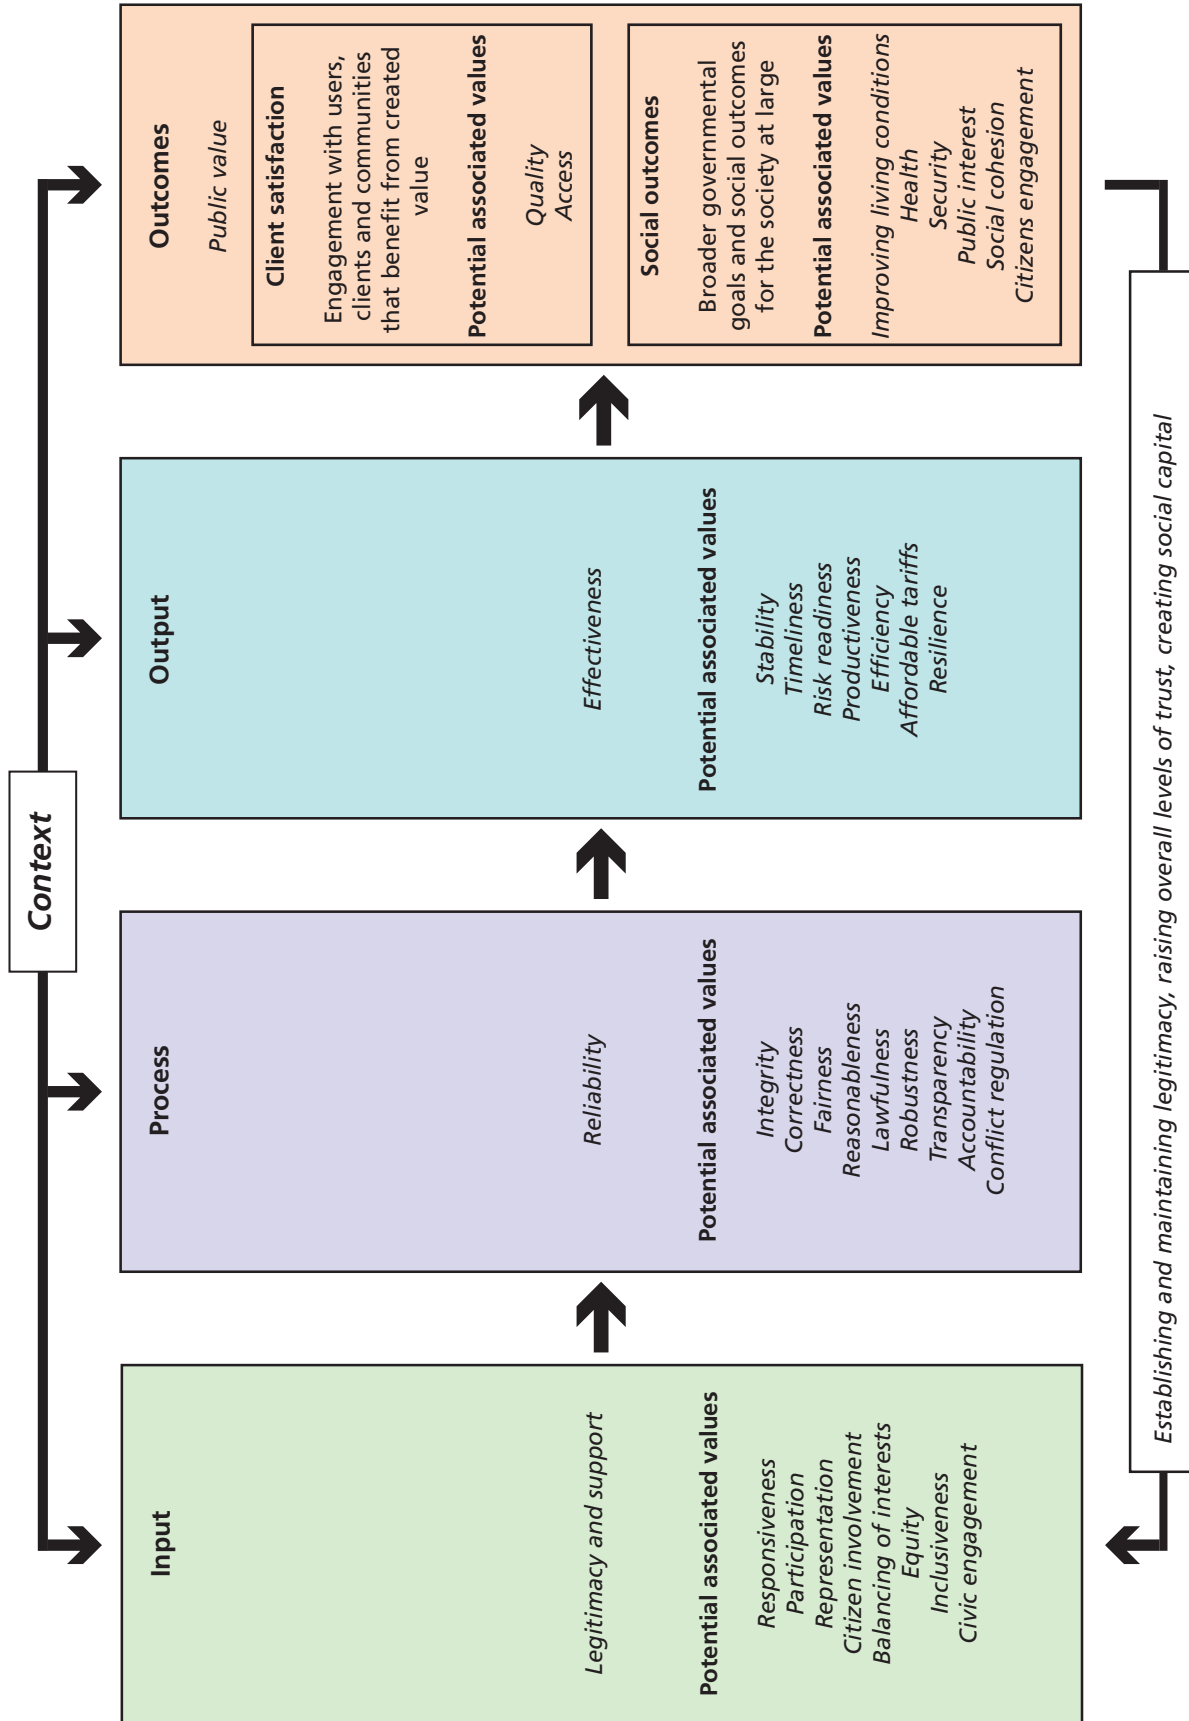 Context
Input
Legitimacy and support
Potential associated values
Responsiveness
Participation
Representation
Citizen involvement
Balancing of interests
Equity
Inclusiveness
Civic engagement
Process
Reliability
Potential associated values
Integrity
Correctness
Fairness
Reasonableness
Lawfulness
Robustness
Transparency
Accountability
Conflict regulation
Output
Effectiveness
Potential associated values
Stability
Timeliness
Risk readiness
Productiveness
Efficiency
Affordable tariffs
Resilience
Outcomes
Public value
Client satisfaction
Engagement with users,
clients and communities
that benefit from created
value
Potential associated values
Quality
Access
Social outcomes
Broader governmental
goals and social outcomes
for the society at large
Potential associated values
Improving living conditions
Health
Security
Public interest
Social cohesion
Citizens engagement
Establishing and maintaining legitimacy, raising overall levels of trust, creating social capital